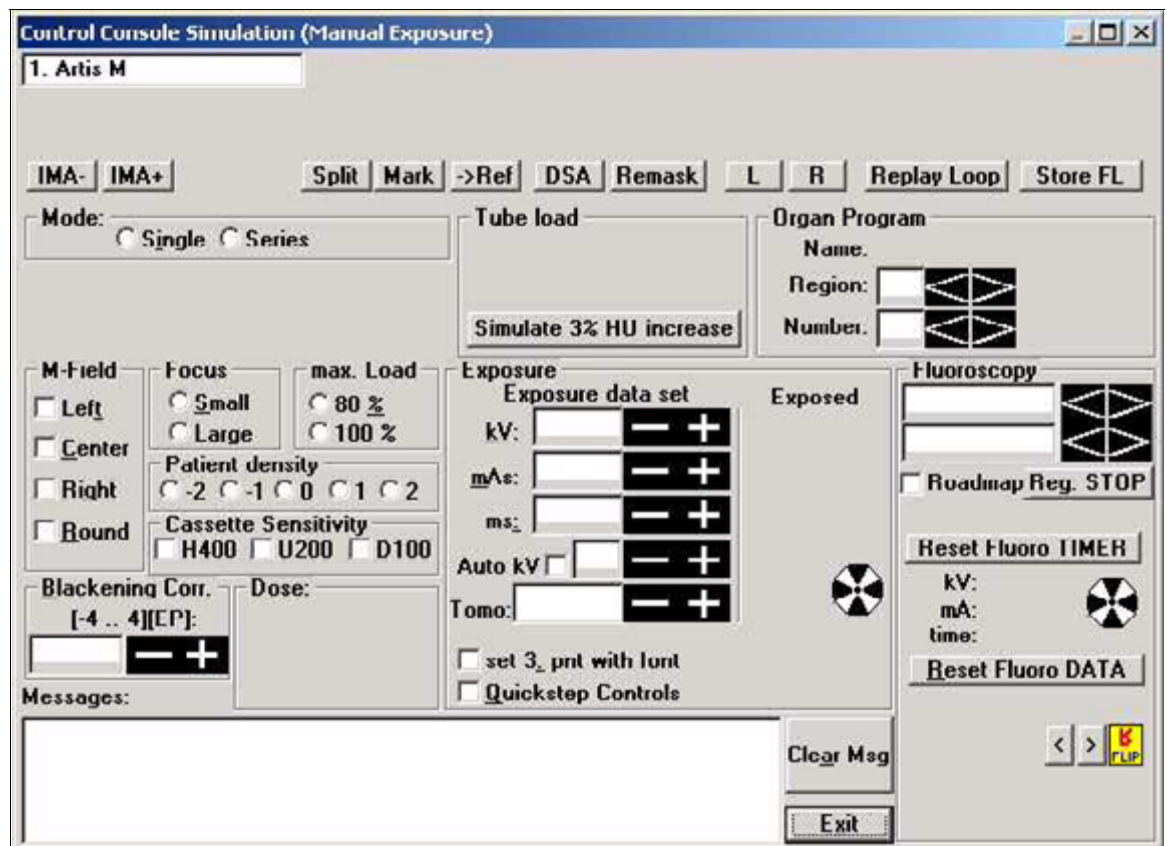 Control Console Simulation (Manual Exposure)
1. Artis M
IMA- IMA+ Split Mark ->Ref DSA Remask L R Replay Loop Store FL
Mode:
Single Series
Tube load
Simulate 3% HU increase
Organ Program
Name.
Region:
Number.
M-Field
Left
Center
Right
Round
Focus
Small
Large
max. Load
80 %
100 %
Patient density
-2 -1 0 1 2
Cassette Sensitivity
H400 U200 D100
Blackening Corr.
[-4 .. 4][EP]:
Dose:
Exposure
Exposure data set
Exposed
kV:
mAs:
ms:
Auto kV
Tomo:
set 3. pnt with Iont
Quickstep Controls
Fluoroscopy
Roadmap Reg. STOP
Reset Fluoro TIMER
kV:
mA:
time:
Reset Fluoro DATA
< > R
FLIP
Messages:
Clear Msg
Exit